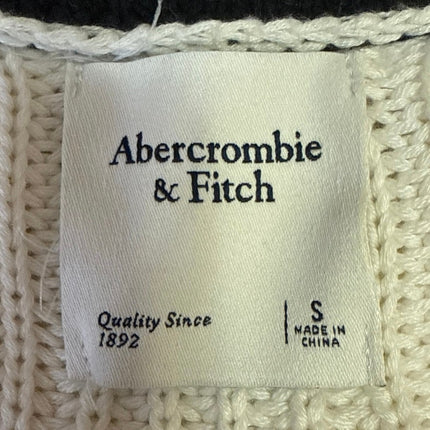 Abercrombie
& Fitch
Quality Since
1892
S
MADE IN
CHINA